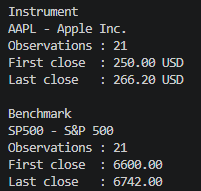 Instrument
AAPL - Apple Inc.
Observations : 21
First close  : 250.00 USD
Last close   : 266.20 USD

Benchmark
SP500 - S&P 500
Observations : 21
First close  : 6600.00
Last close   : 6742.00